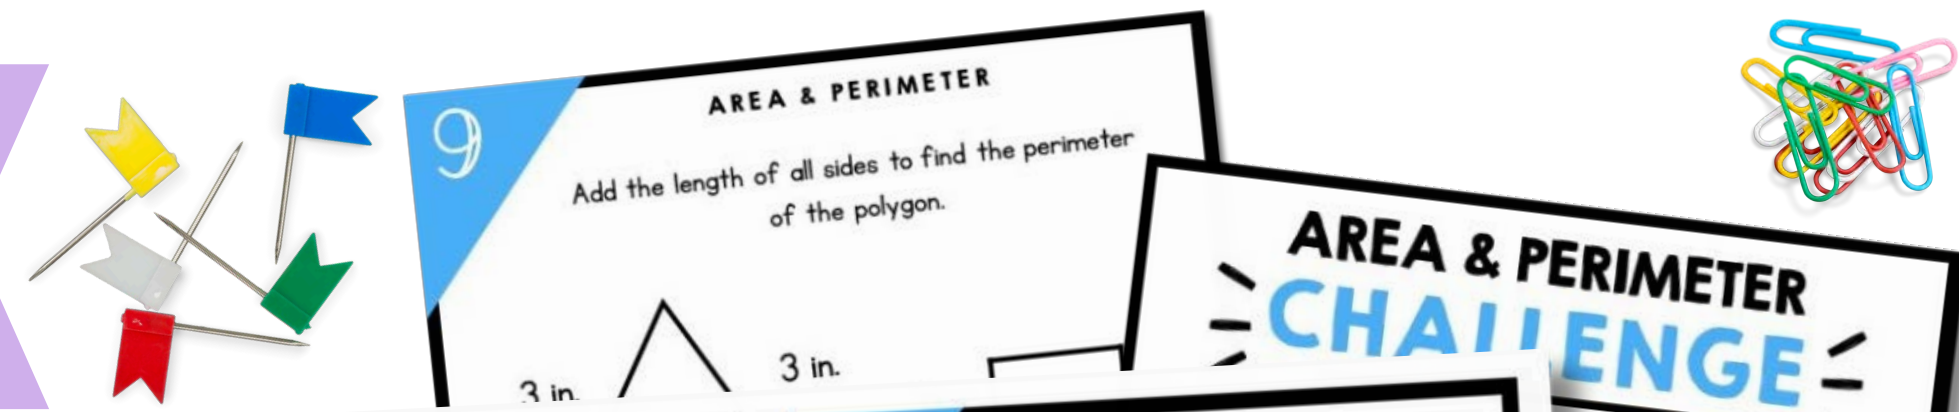 9
AREA & PERIMETER
Add the length of all sides to find the perimeter
of the polygon.
3 in.
3 in.
AREA & PERIMETER
CHALLENGE